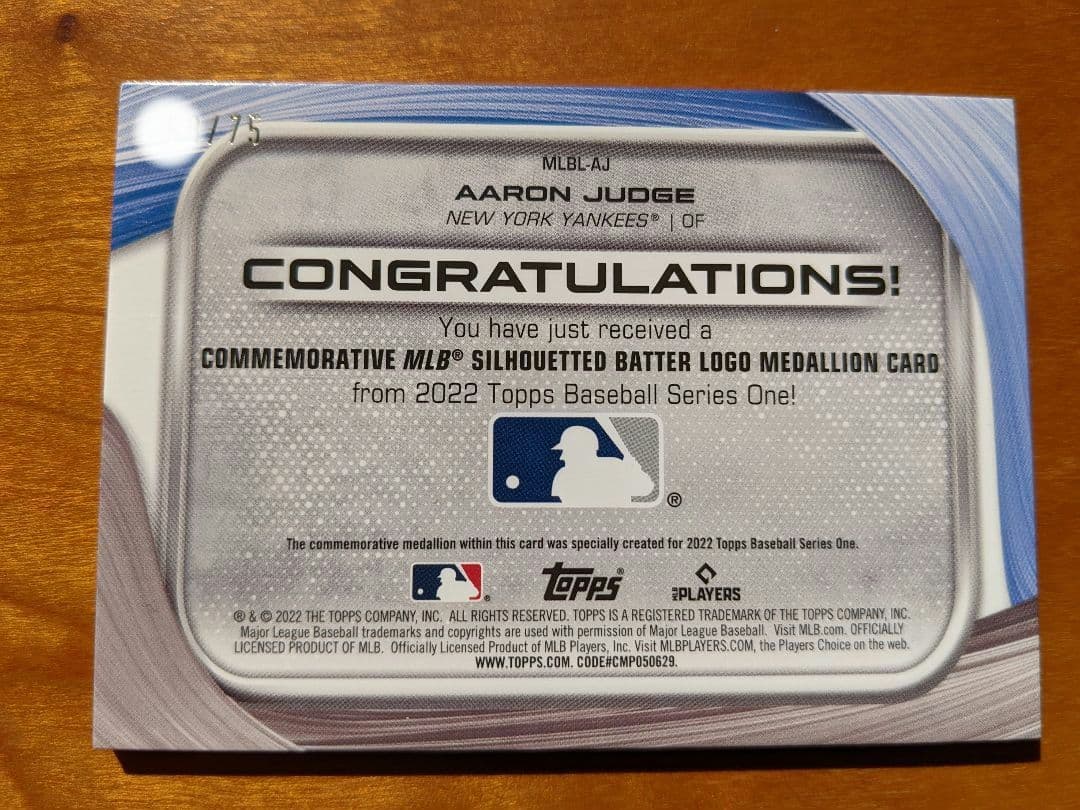 /75
MLBL-AJ
AARON JUDGE
NEW YORK YANKEES® | OF
CONGRATULATIONS!
You have just received a
COMMEMORATIVE MLB® SILHOUETTED BATTER LOGO MEDALLION CARD
from 2022 Topps Baseball Series One!
®
The commemorative medallion within this card was specially created for 2022 Topps Baseball Series One.
® topps® MLB PLAYERS
® & © 2022 THE TOPPS COMPANY, INC. ALL RIGHTS RESERVED. TOPPS IS A REGISTERED TRADEMARK OF THE TOPPS COMPANY, INC.
Major League Baseball trademarks and copyrights are used with permission of Major League Baseball. Visit MLB.com. OFFICIALLY
LICENSED PRODUCT OF MLB. Officially Licensed Product of MLB Players, Inc. Visit MLBPLAYERS.COM, the Players Choice on the web.
WWW.TOPPS.COM. CODE#CMP050629.